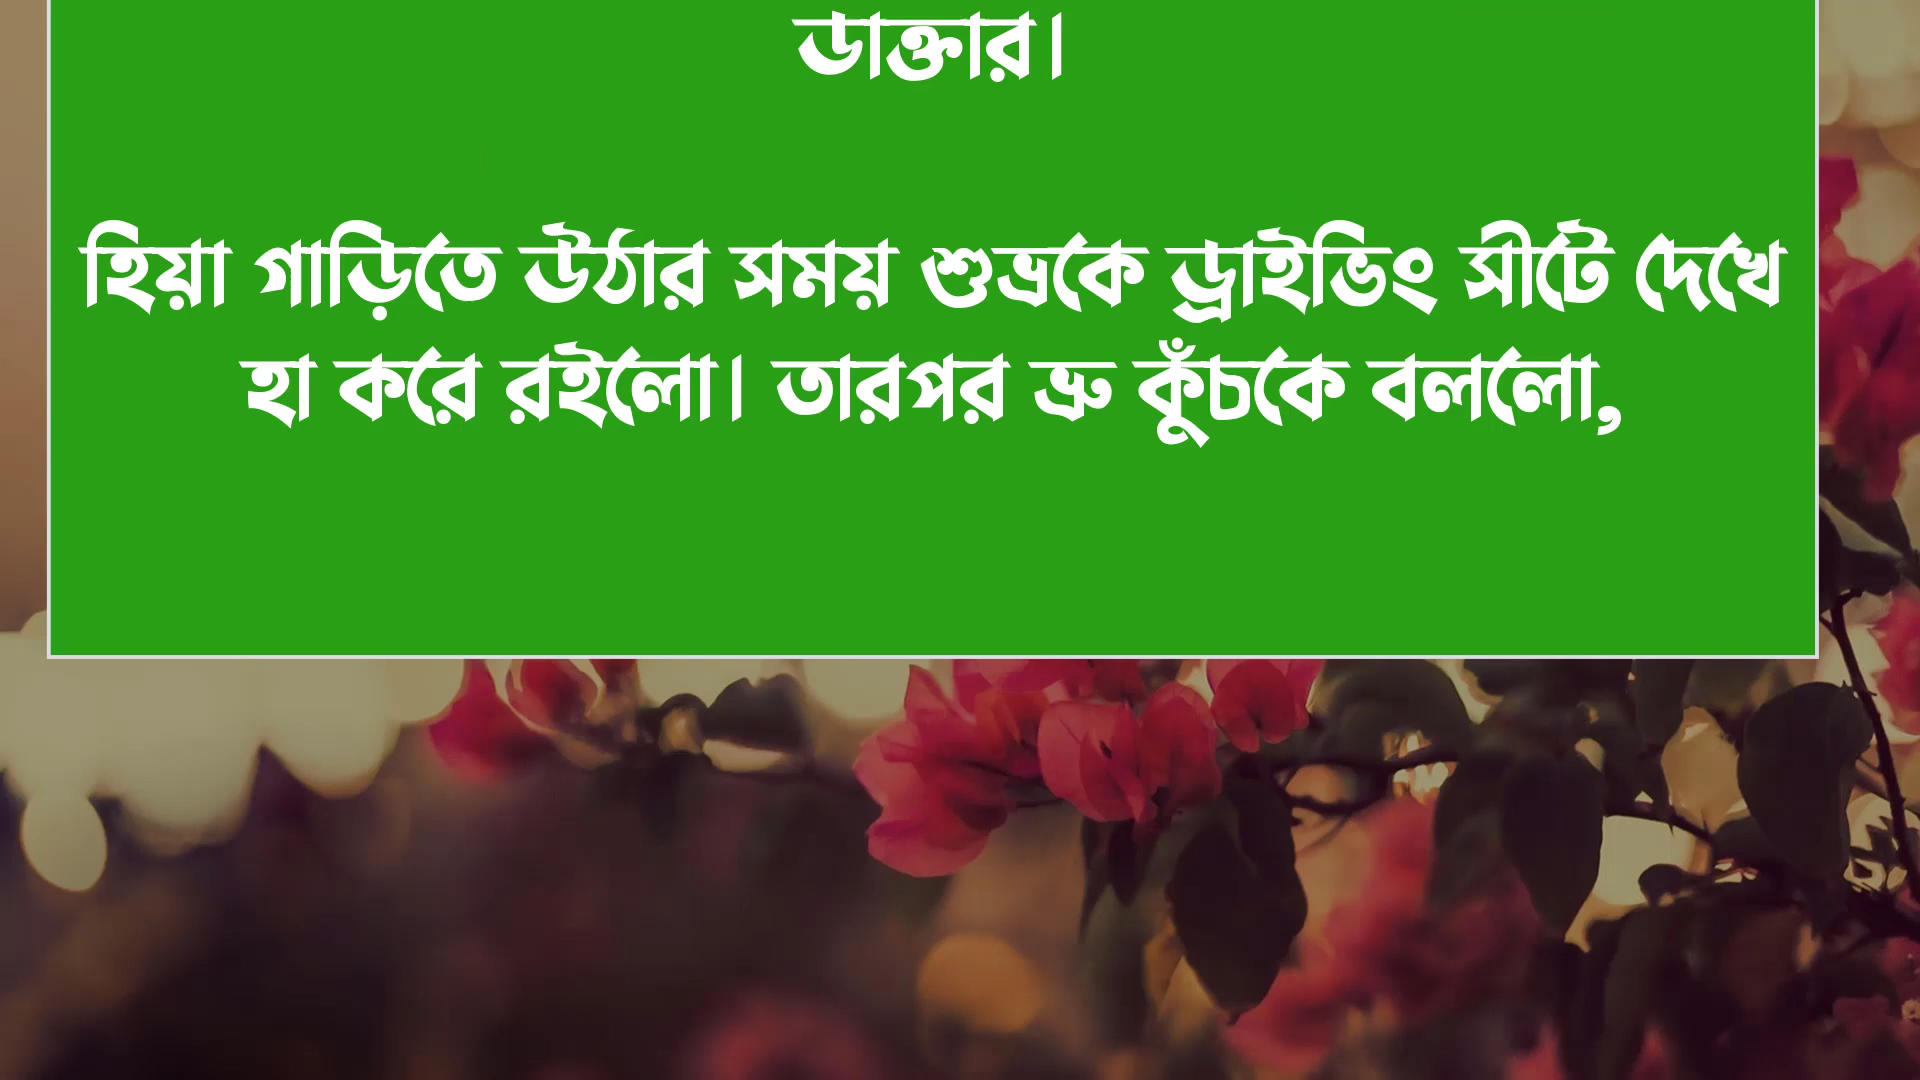 ডাক্তার।
হিয়া গাড়িতে উঠার সময় শুভ্রকে ড্রাইভিং সীটে দেখে
হা করে রইলো। তারপর ভ্রু কুঁচকে বললো,